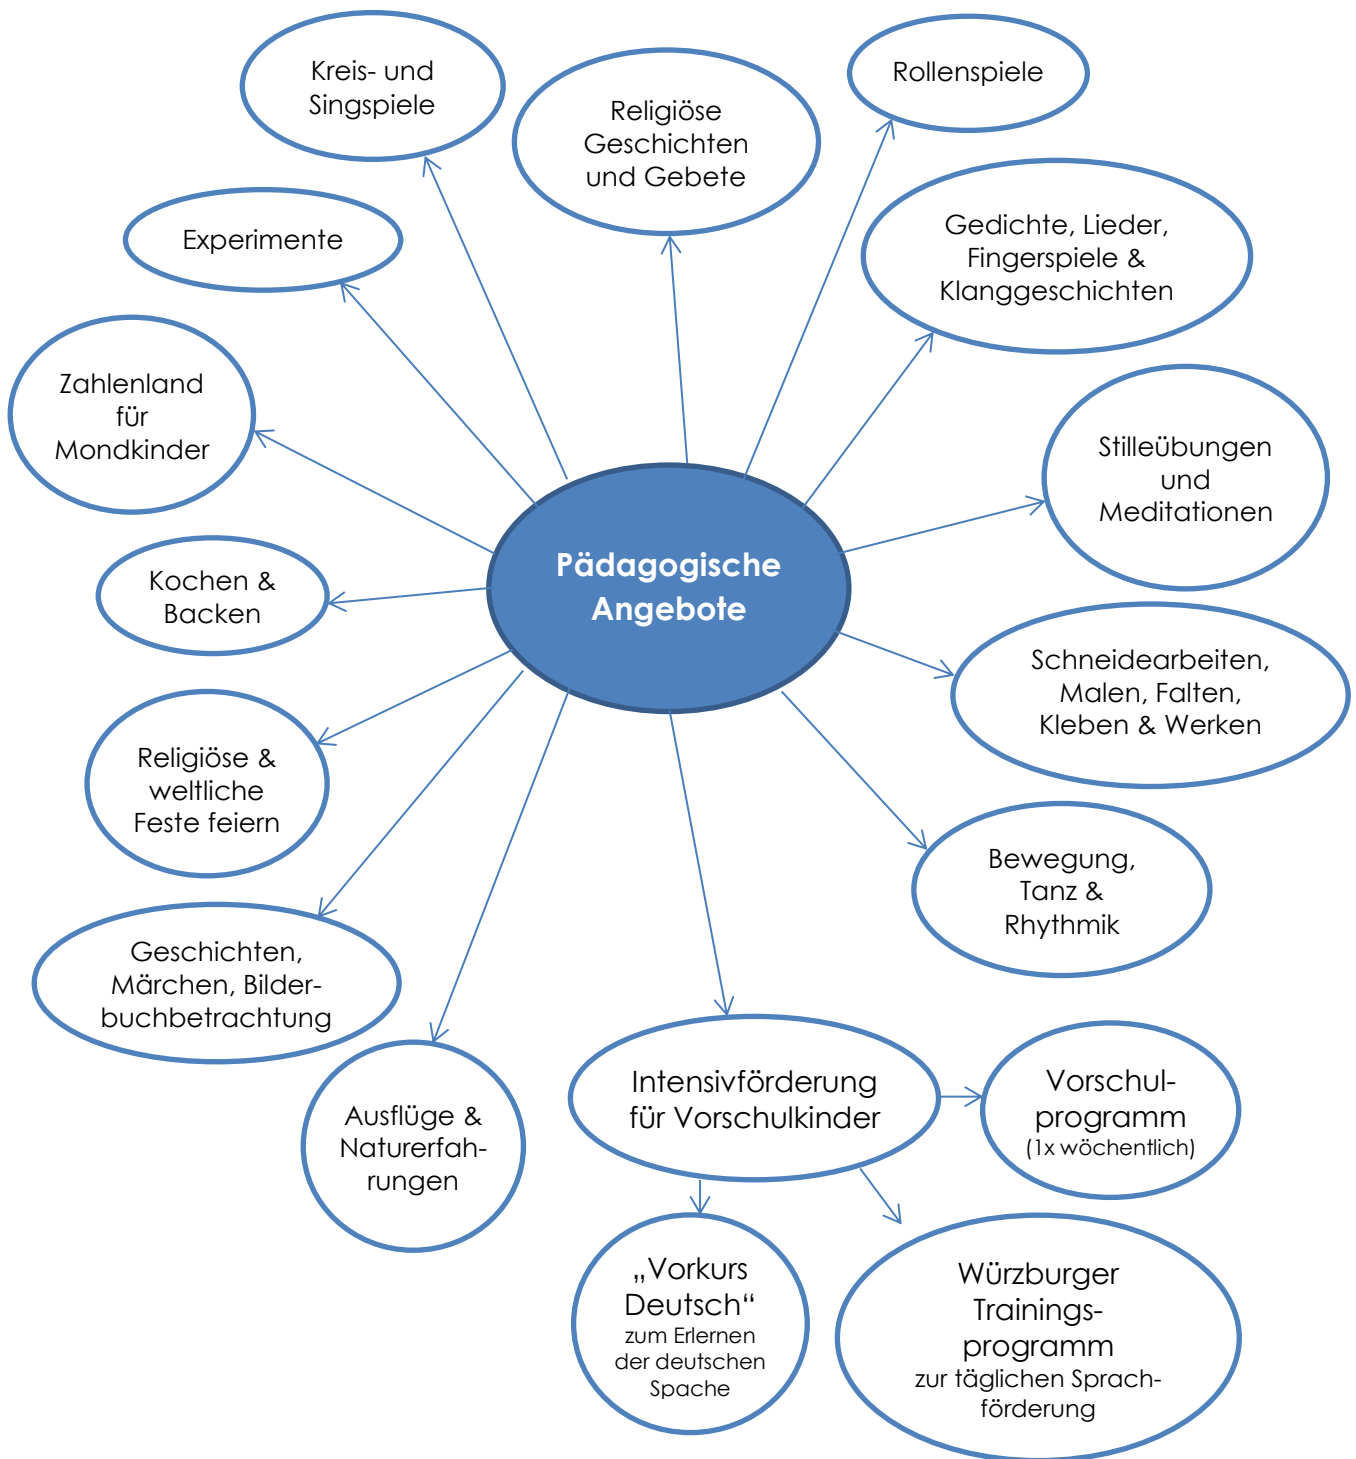 Kreis- und
Singspiele
Religiöse
Geschichten
und Gebete
Rollenspiele
Experimente
Gedichte, Lieder,
Fingerspiele &
Klanggeschichten
Zahlenland
für
Mondkinder
Stilleübungen
und
Meditationen
Pädagogische
Angebote
Kochen &
Backen
Schneidearbeiten,
Malen, Falten,
Kleben & Werken
Religiöse &
weltliche
Feste feiern
Bewegung,
Tanz &
Rhythmik
Geschichten,
Märchen, Bilder-
buchbetrachtung
Ausflüge &
Naturerfah-
rungen
Intensivförderung
für Vorschulkinder
Vorschul-
programm
(1x wöchentlich)
„Vorkurs
Deutsch“
zum Erlernen
der deutschen
Spache
Würzburger
Trainings-
programm
zur täglichen Sprach-
förderung